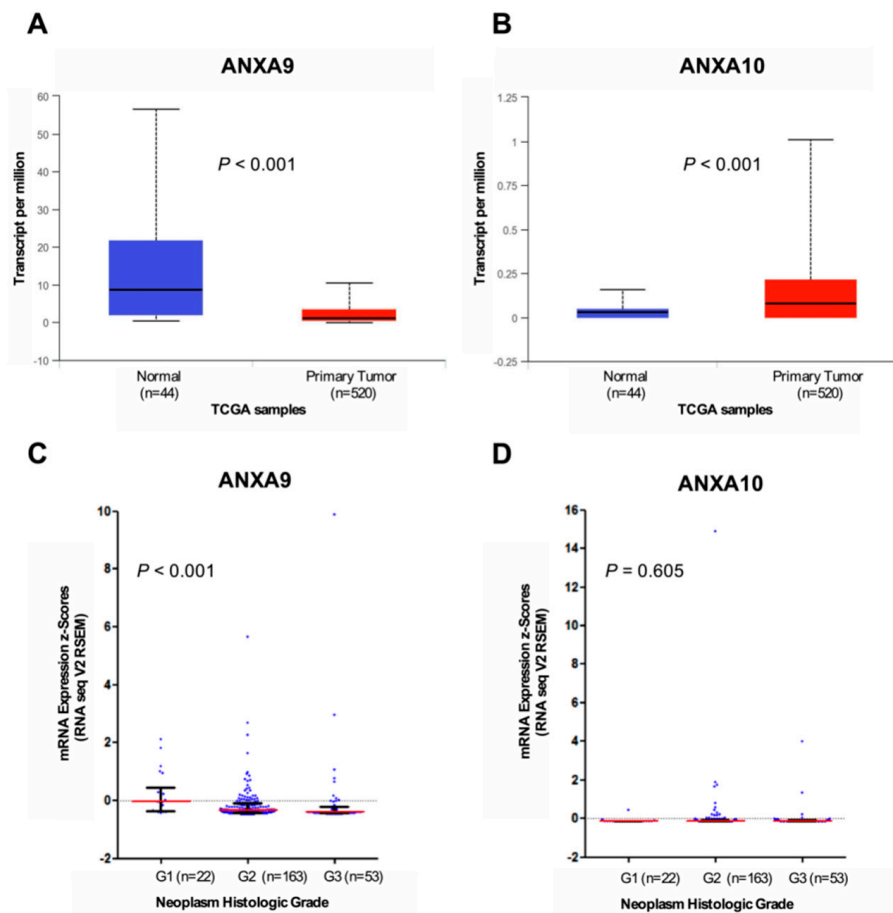 A
ANXA9
Transcript per million
60
50
40
30
20
10
0
-10
P < 0.001
Normal
(n=44)
Primary Tumor
(n=520)
TCGA samples
B
ANXA10
Transcript per million
1.25
1
0.75
0.50
0.25
0
-0.25
P < 0.001
Normal
(n=44)
Primary Tumor
(n=520)
TCGA samples
C
ANXA9
mRNA Expression z-Scores
(RNA seq V2 RSEM)
10
8
6
4
2
0
-2
P < 0.001
G1 (n=22) G2 (n=163) G3 (n=53)
Neoplasm Histologic Grade
D
ANXA10
mRNA Expression z-Scores
(RNA seq V2 RSEM)
16
14
12
10
8
6
4
2
0
-2
P = 0.605
G1 (n=22) G2 (n=163) G3 (n=53)
Neoplasm Histologic Grade